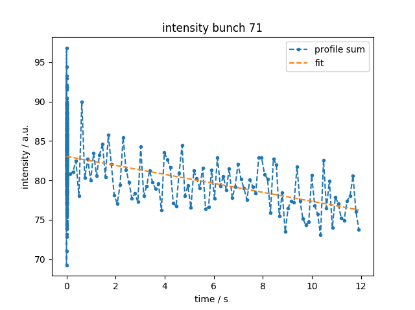 intensity bunch 71
profile sum
fit
intensity / a.u.
95
90
85
80
75
70
0
2
4
6
8
10
12
time / s